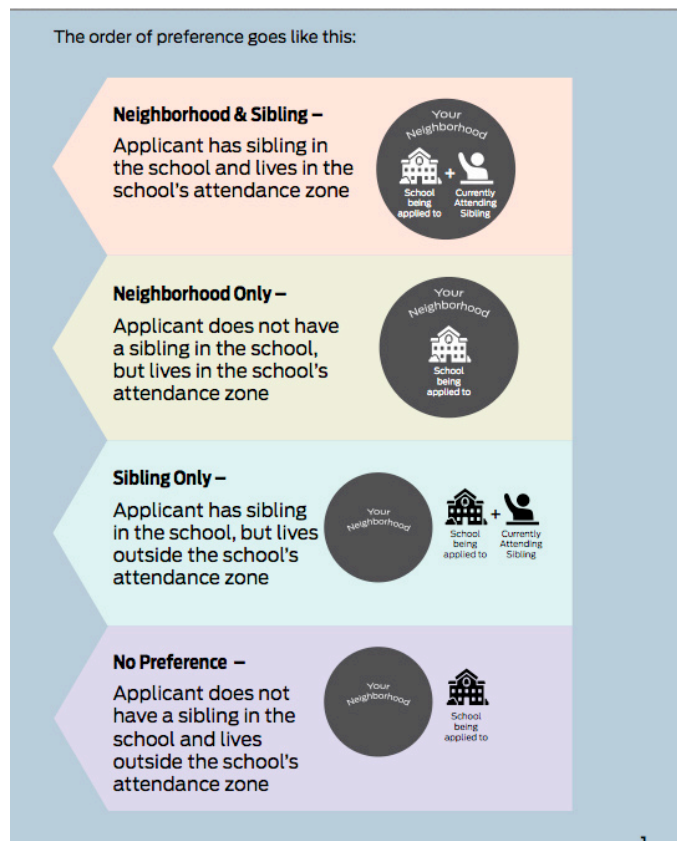 The order of preference goes like this:
Neighborhood & Sibling –
Applicant has sibling in
the school and lives in the
school's attendance zone
Your
Neighborhood
+
School
being
applied to
Currently
Attending
Sibling
Neighborhood Only –
Applicant does not have
a sibling in the school,
but lives in the school's
attendance zone
Your
Neighborhood
School
being
applied to
Sibling Only –
Applicant has sibling
in the school, but lives
outside the school's
attendance zone
Your
Neighborhood
+
School
being
applied to
Currently
Attending
Sibling
No Preference –
Applicant does not
have a sibling in the
school and lives
outside the school's
attendance zone
Your
Neighborhood
School
being
applied to